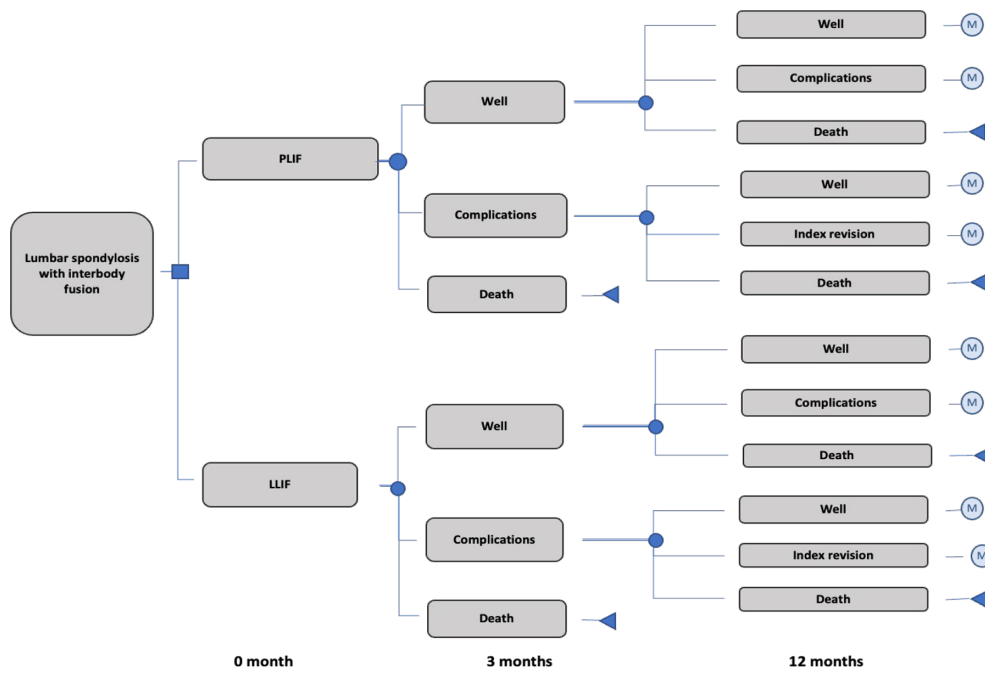 Well
M
Complications
M
Well
Death
PLIF
Well
M
Complications
Index revision
M
Death
Death
Lumbar spondylosis
with interbody
fusion
Well
M
Complications
M
Well
Death
LLIF
Well
M
Complications
Index revision
M
Death
Death
0 month
3 months
12 months